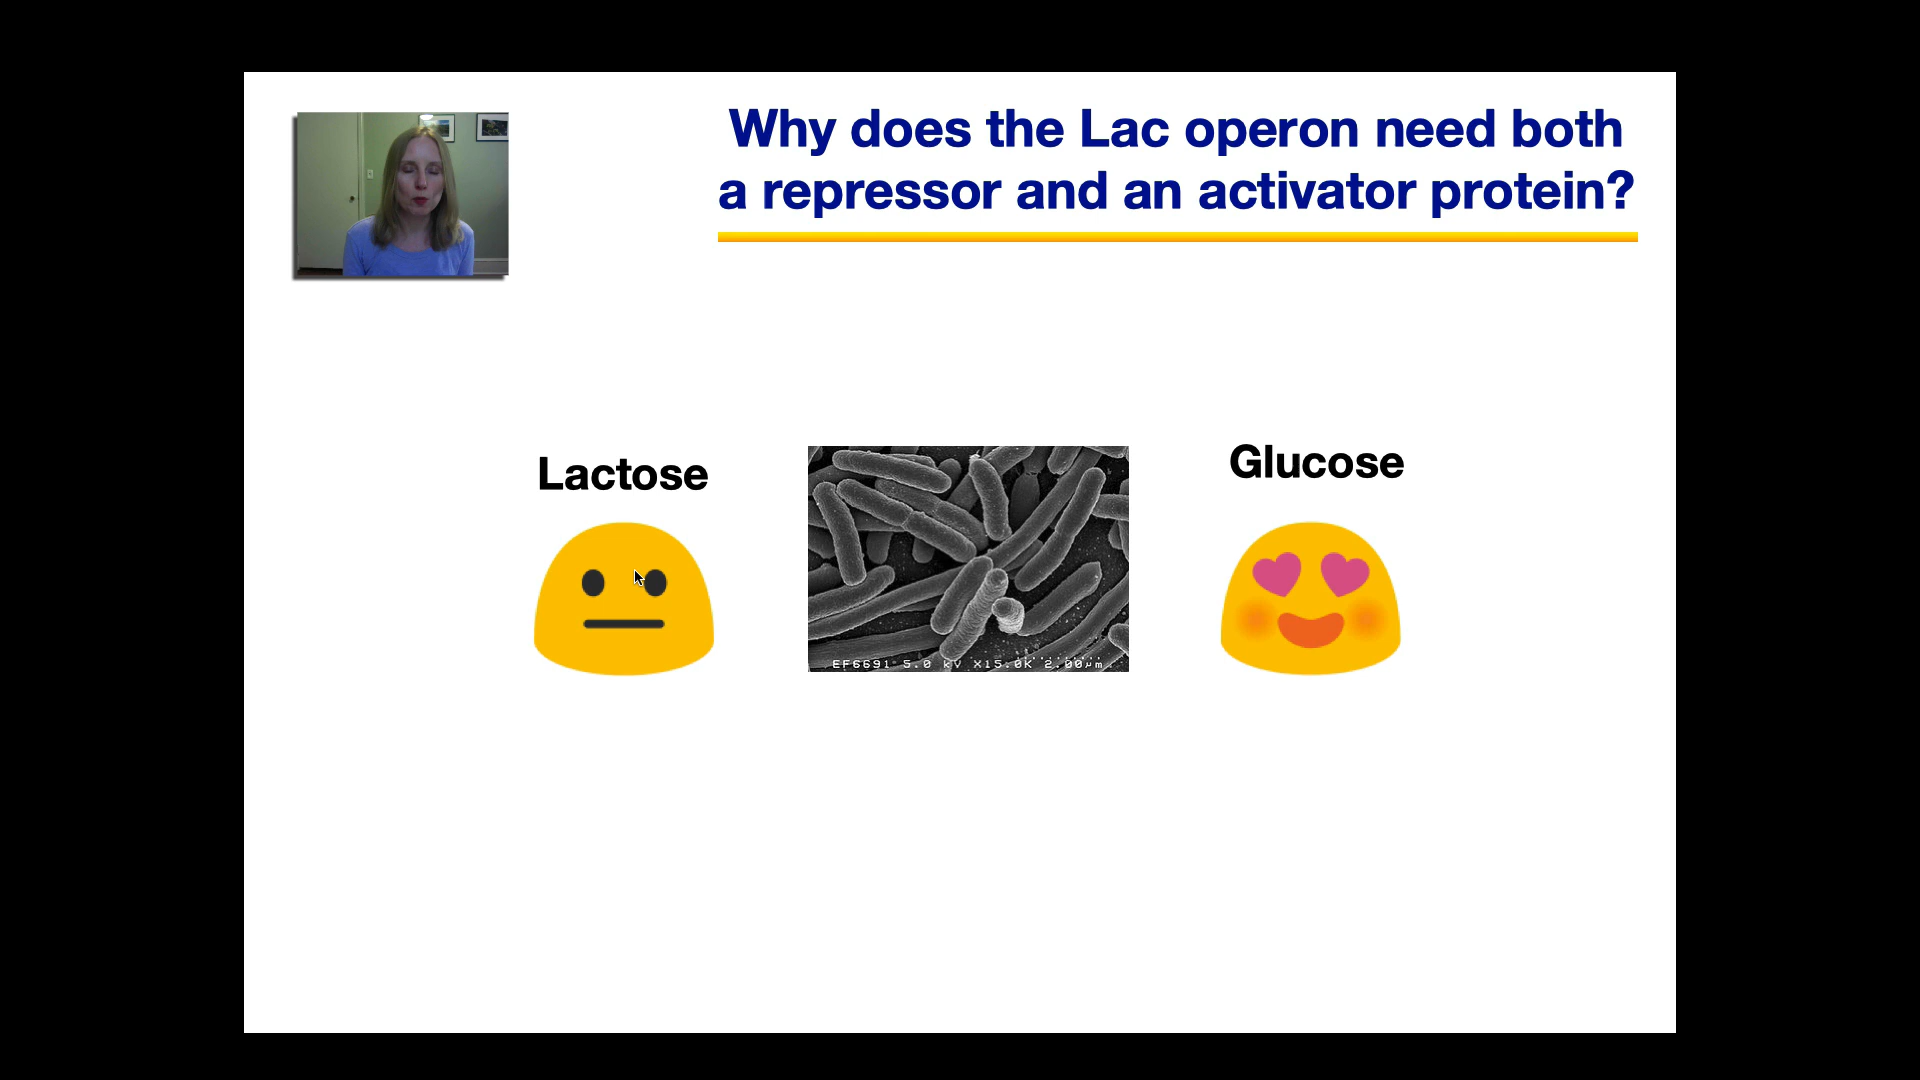 Why does the Lac operon need both
a repressor and an activator protein?
Lactose
Glucose
EF6691 5.0 kV X15.0K 2.00µm